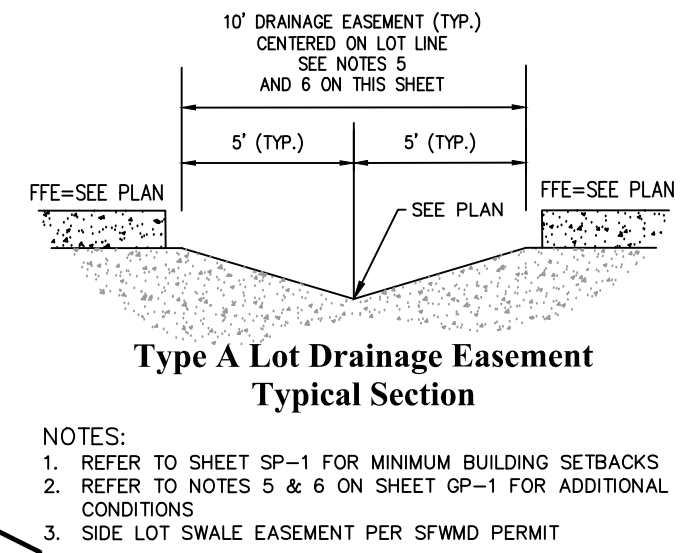 10' DRAINAGE EASEMENT (TYP.)
CENTERED ON LOT LINE
SEE NOTES 5
AND 6 ON THIS SHEET
5' (TYP.)
5' (TYP.)
FFE=SEE PLAN
FFE=SEE PLAN
SEE PLAN
Type A Lot Drainage Easement
Typical Section
NOTES:
1. REFER TO SHEET SP-1 FOR MINIMUM BUILDING SETBACKS
2. REFER TO NOTES 5 & 6 ON SHEET GP-1 FOR ADDITIONAL
CONDITIONS
3. SIDE LOT SWALE EASEMENT PER SFWMD PERMIT